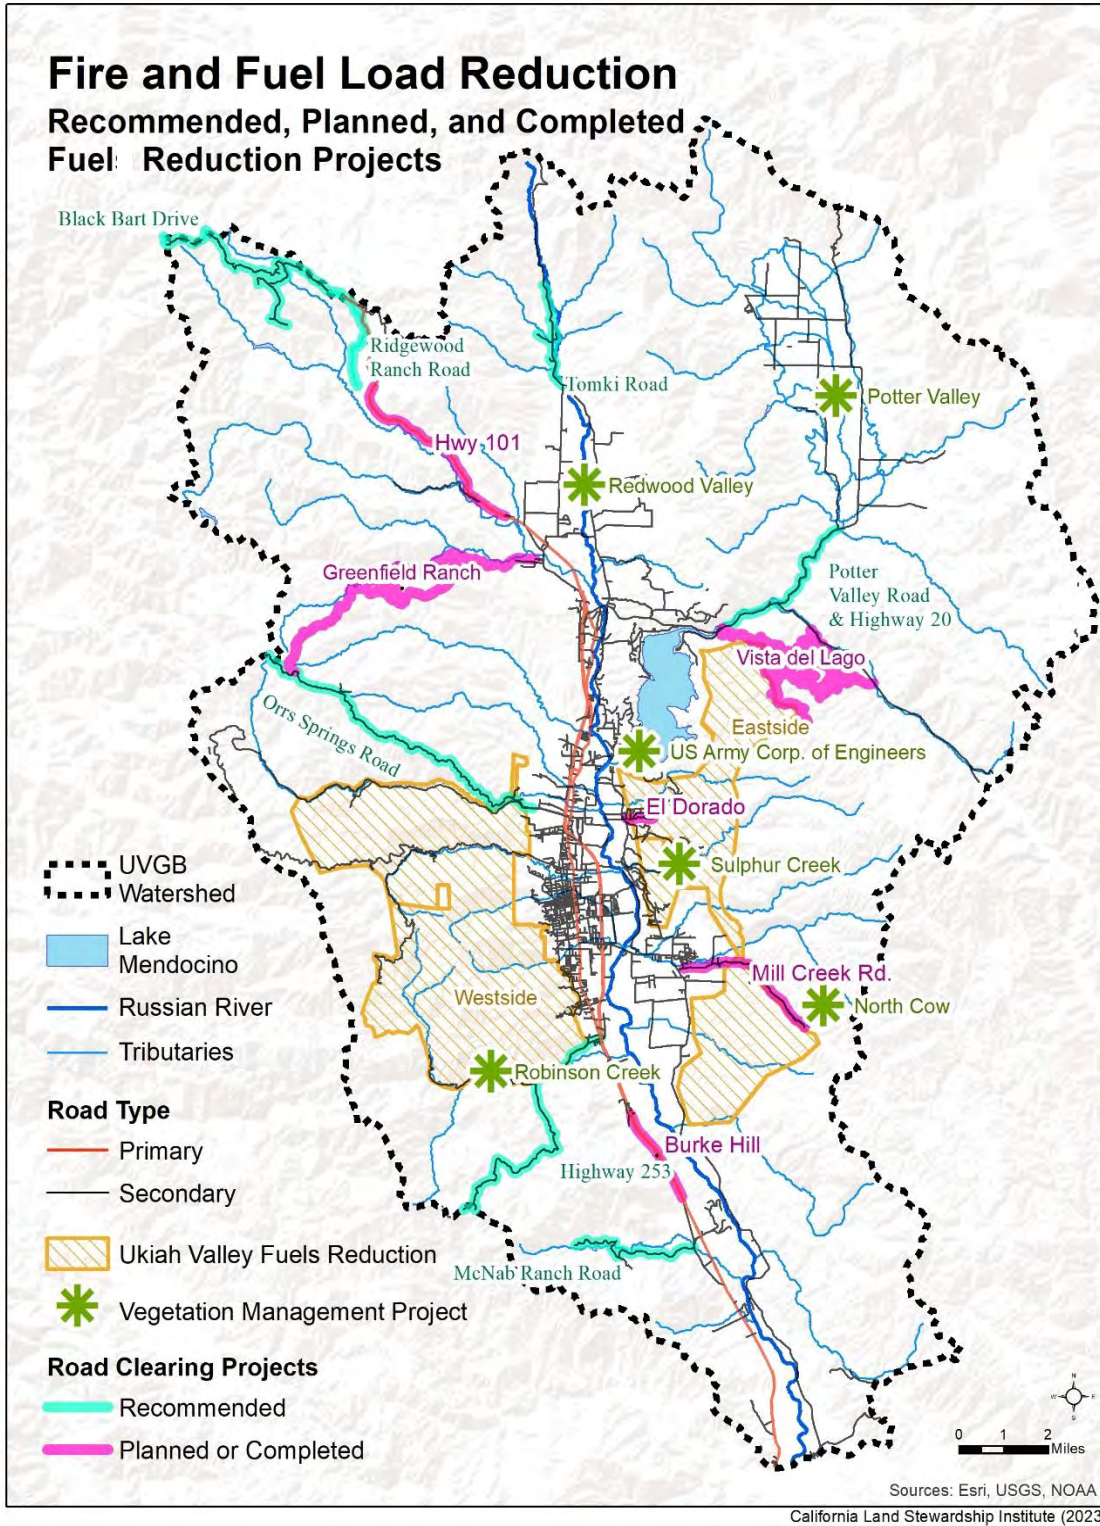 Fire and Fuel Load Reduction
Recommended, Planned, and Completed
Fuel Reduction Projects
Black Bart Drive
Ridgewood
Ranch Road
Tomki Road
Potter Valley
Hwy 101
Redwood Valley
Greenfield Ranch
Potter
Valley Road
& Highway 20
Vista del Lago
Orrs Springs Road
Eastside
US Army Corp. of Engineers
El Dorado
Sulphur Creek
Mill Creek Rd.
Westside
North Cow
Robinson Creek
Burke Hill
Highway 253
McNab Ranch Road
UVGB
Watershed
Lake
Mendocino
Russian River
Tributaries
Road Type
Primary
Secondary
Ukiah Valley Fuels Reduction
Vegetation Management Project
Road Clearing Projects
Recommended
Planned or Completed
N
W
E
S
0 1 2
Miles
Sources: Esri, USGS, NOAA
California Land Stewardship Institute (2023